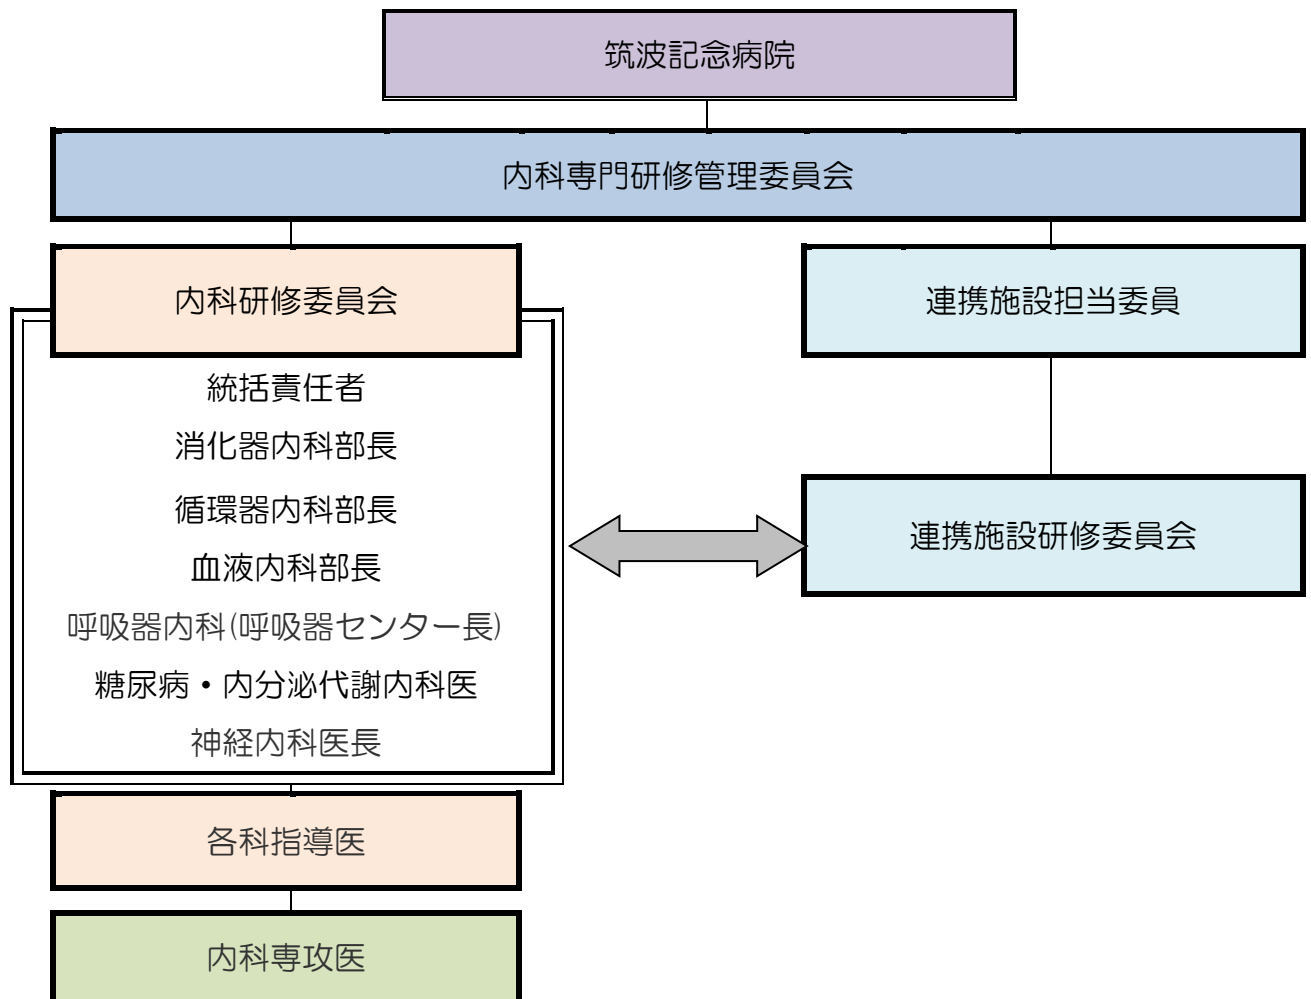 筑波記念病院
内科専門研修管理委員会
内科研修委員会
連携施設担当委員
統括責任者
消化器内科部長
循環器内科部長
血液内科部長
呼吸器内科(呼吸器センター長)
糖尿病・内分泌代謝内科医
神経内科医長
連携施設研修委員会
各科指導医
内科専攻医